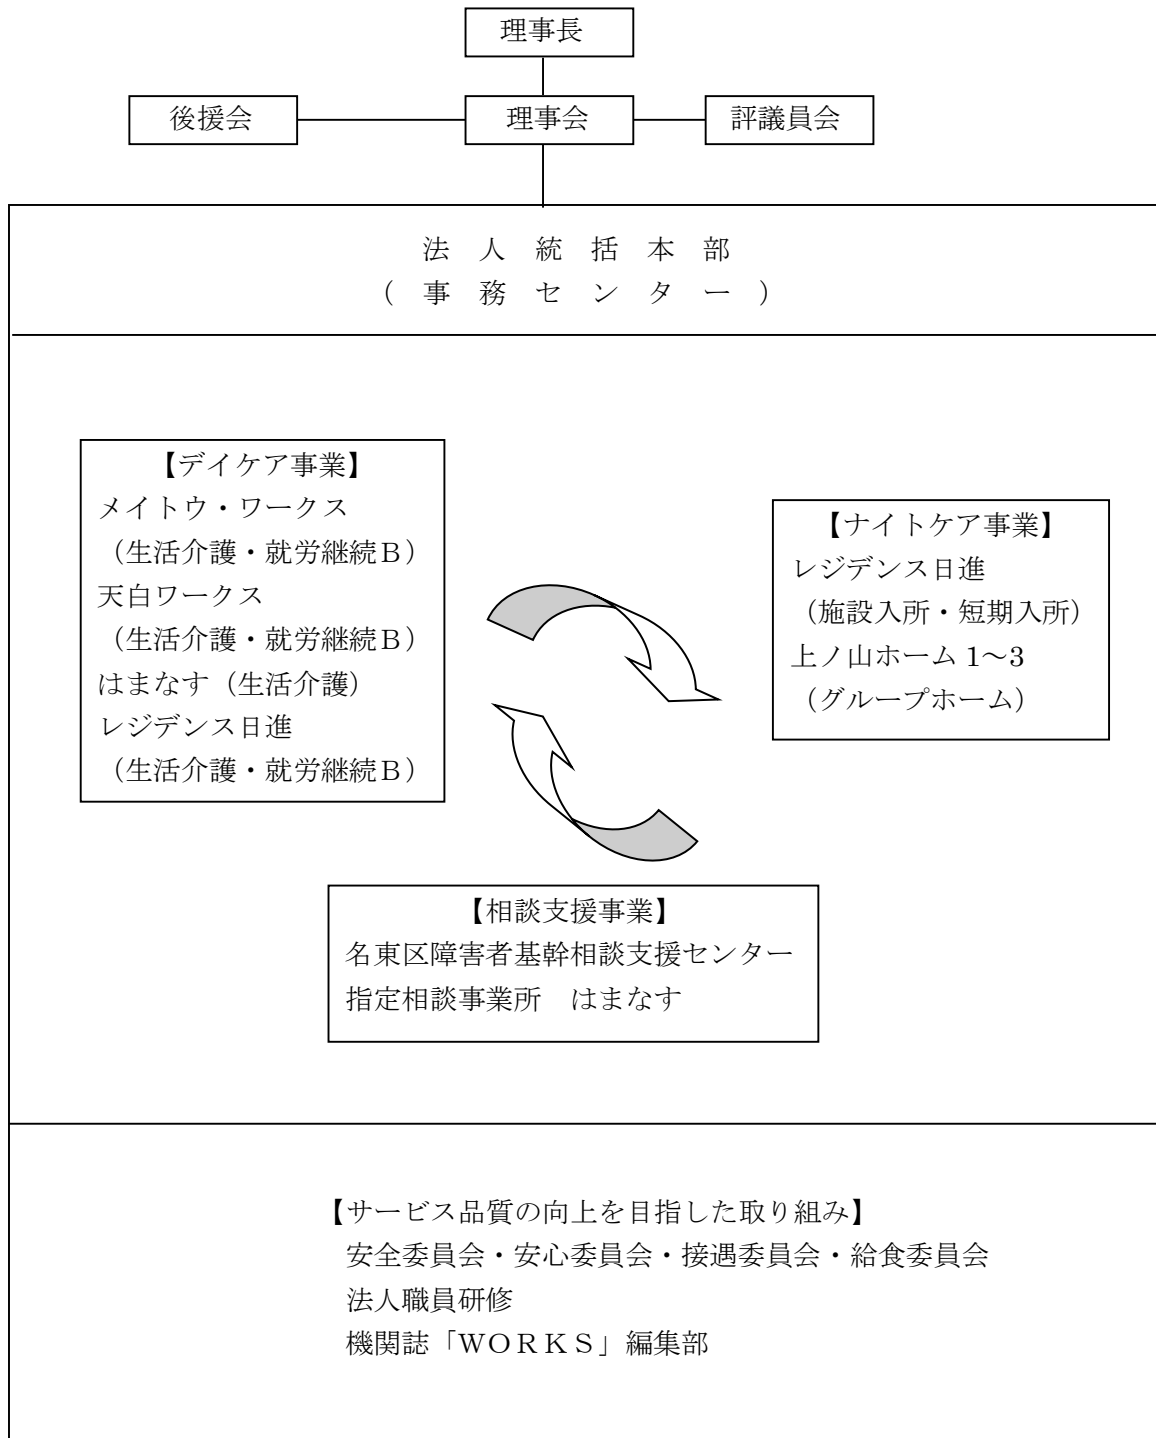 理事長
後援会
理事会
評議員会
法人統括本部
（事務センター）
【デイケア事業】
メイトウ・ワークス
（生活介護・就労継続Ｂ）
天白ワークス
（生活介護・就労継続Ｂ）
はまなす（生活介護）
レジデンス日進
（生活介護・就労継続Ｂ）
【ナイトケア事業】
レジデンス日進
（施設入所・短期入所）
上ノ山ホーム 1～3
（グループホーム）
【相談支援事業】
名東区障害者基幹相談支援センター
指定相談事業所　はまなす
【サービス品質の向上を目指した取り組み】
安全委員会・安心委員会・接遇委員会・給食委員会
法人職員研修
機関誌「ＷＯＲＫＳ」編集部